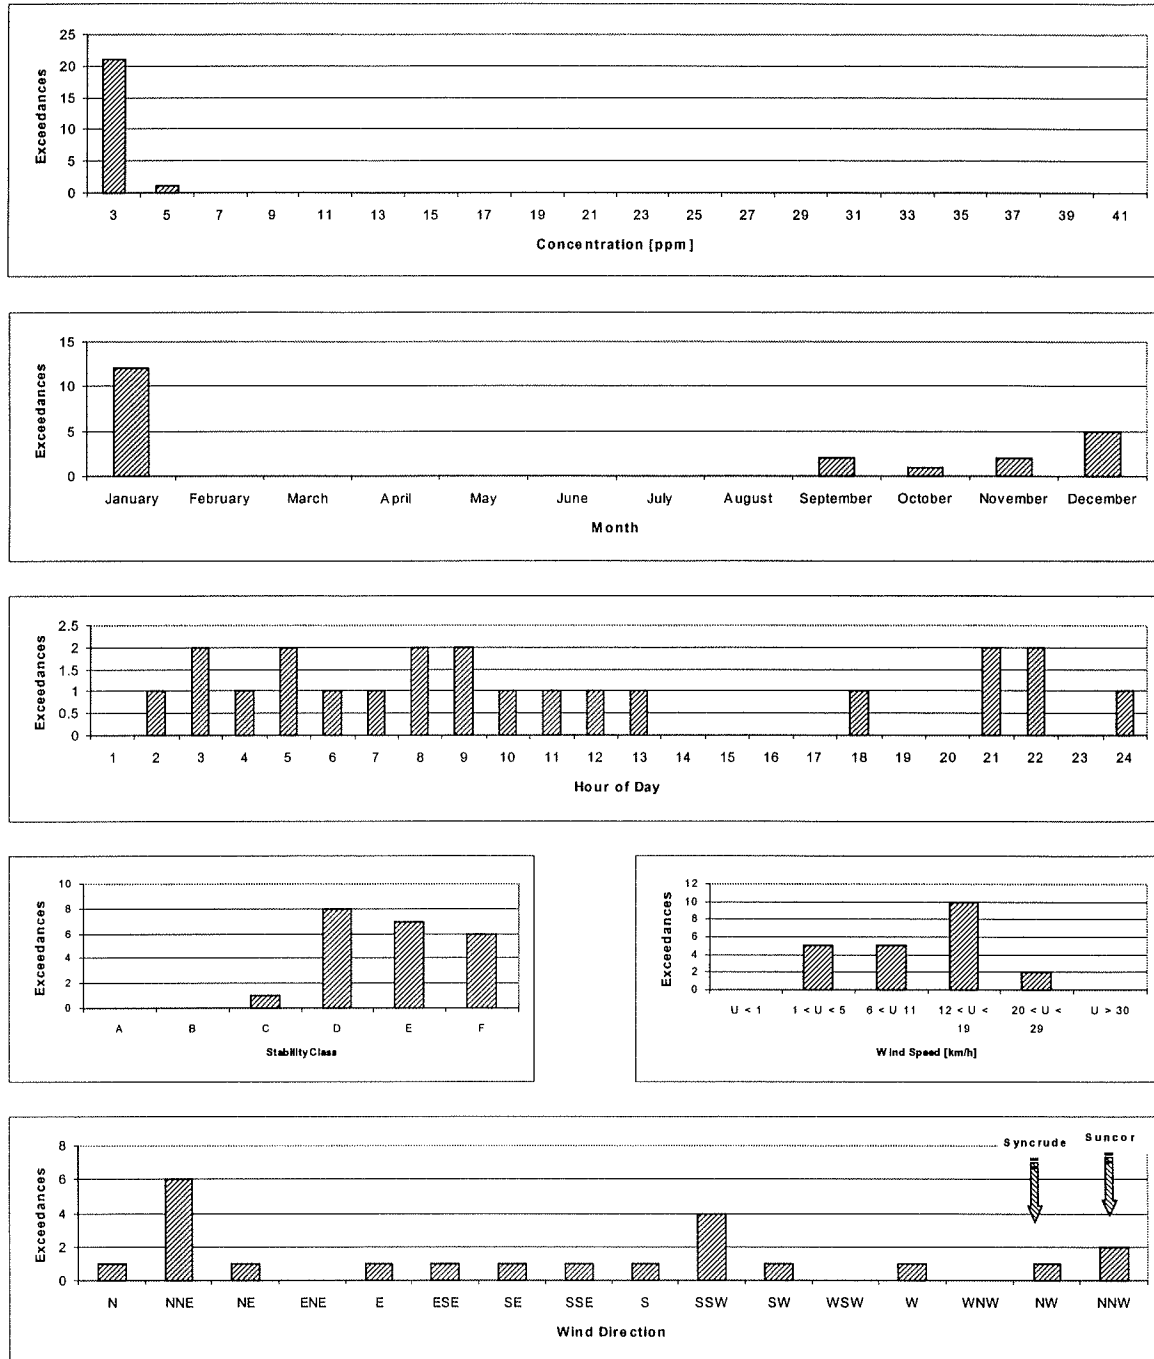 25
20
15
10
5
0
Exceedances
3 5 7 9 11 13 15 17 19 21 23 25 27 29 31 33 35 37 39 41
Concentration [ppm]
15
10
5
0
Exceedances
January February March April May June July August September October November December
Month
2.5
2
1.5
1
0.5
0
Exceedances
1 2 3 4 5 6 7 8 9 10 11 12 13 14 15 16 17 18 19 20 21 22 23 24
Hour of Day
10
8
6
4
2
0
Exceedances
A B C D E F
Stability Class
12
10
8
6
4
2
0
Exceedances
U < 1 1 < U < 5 6 < U 11 12 < U < 20 < U < U > 30
19 29
Wind Speed [km/h]
Syncrude Suncor
8
6
4
2
0
Exceedances
N NNE NE ENE E ESE SE SSE S SSW SW WSW W WNW NW NNW
Wind Direction